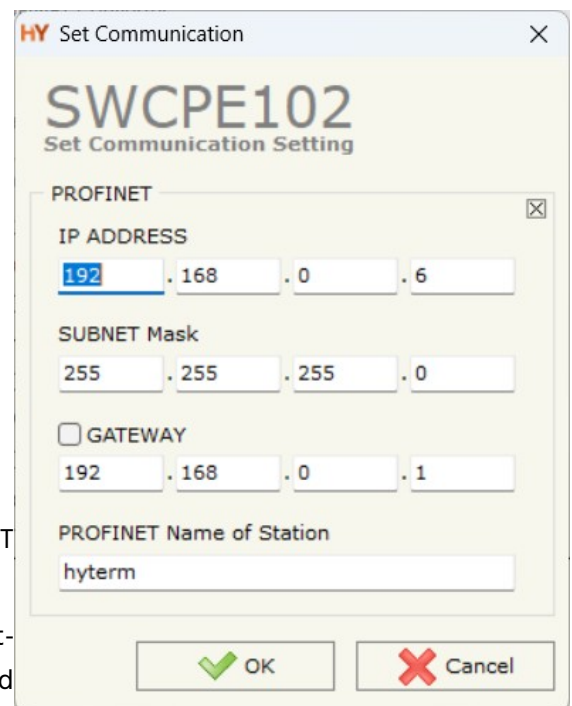 HY Set Communication
SWCPE102
Set Communication Setting
PROFINET
IP ADDRESS
192 . 168 . 0 . 6
SUBNET Mask
255 . 255 . 255 . 0
GATEWAY
192 . 168 . 0 . 1
T
PROFINET Name of Station
hyterm
t-
OK Cancel
d